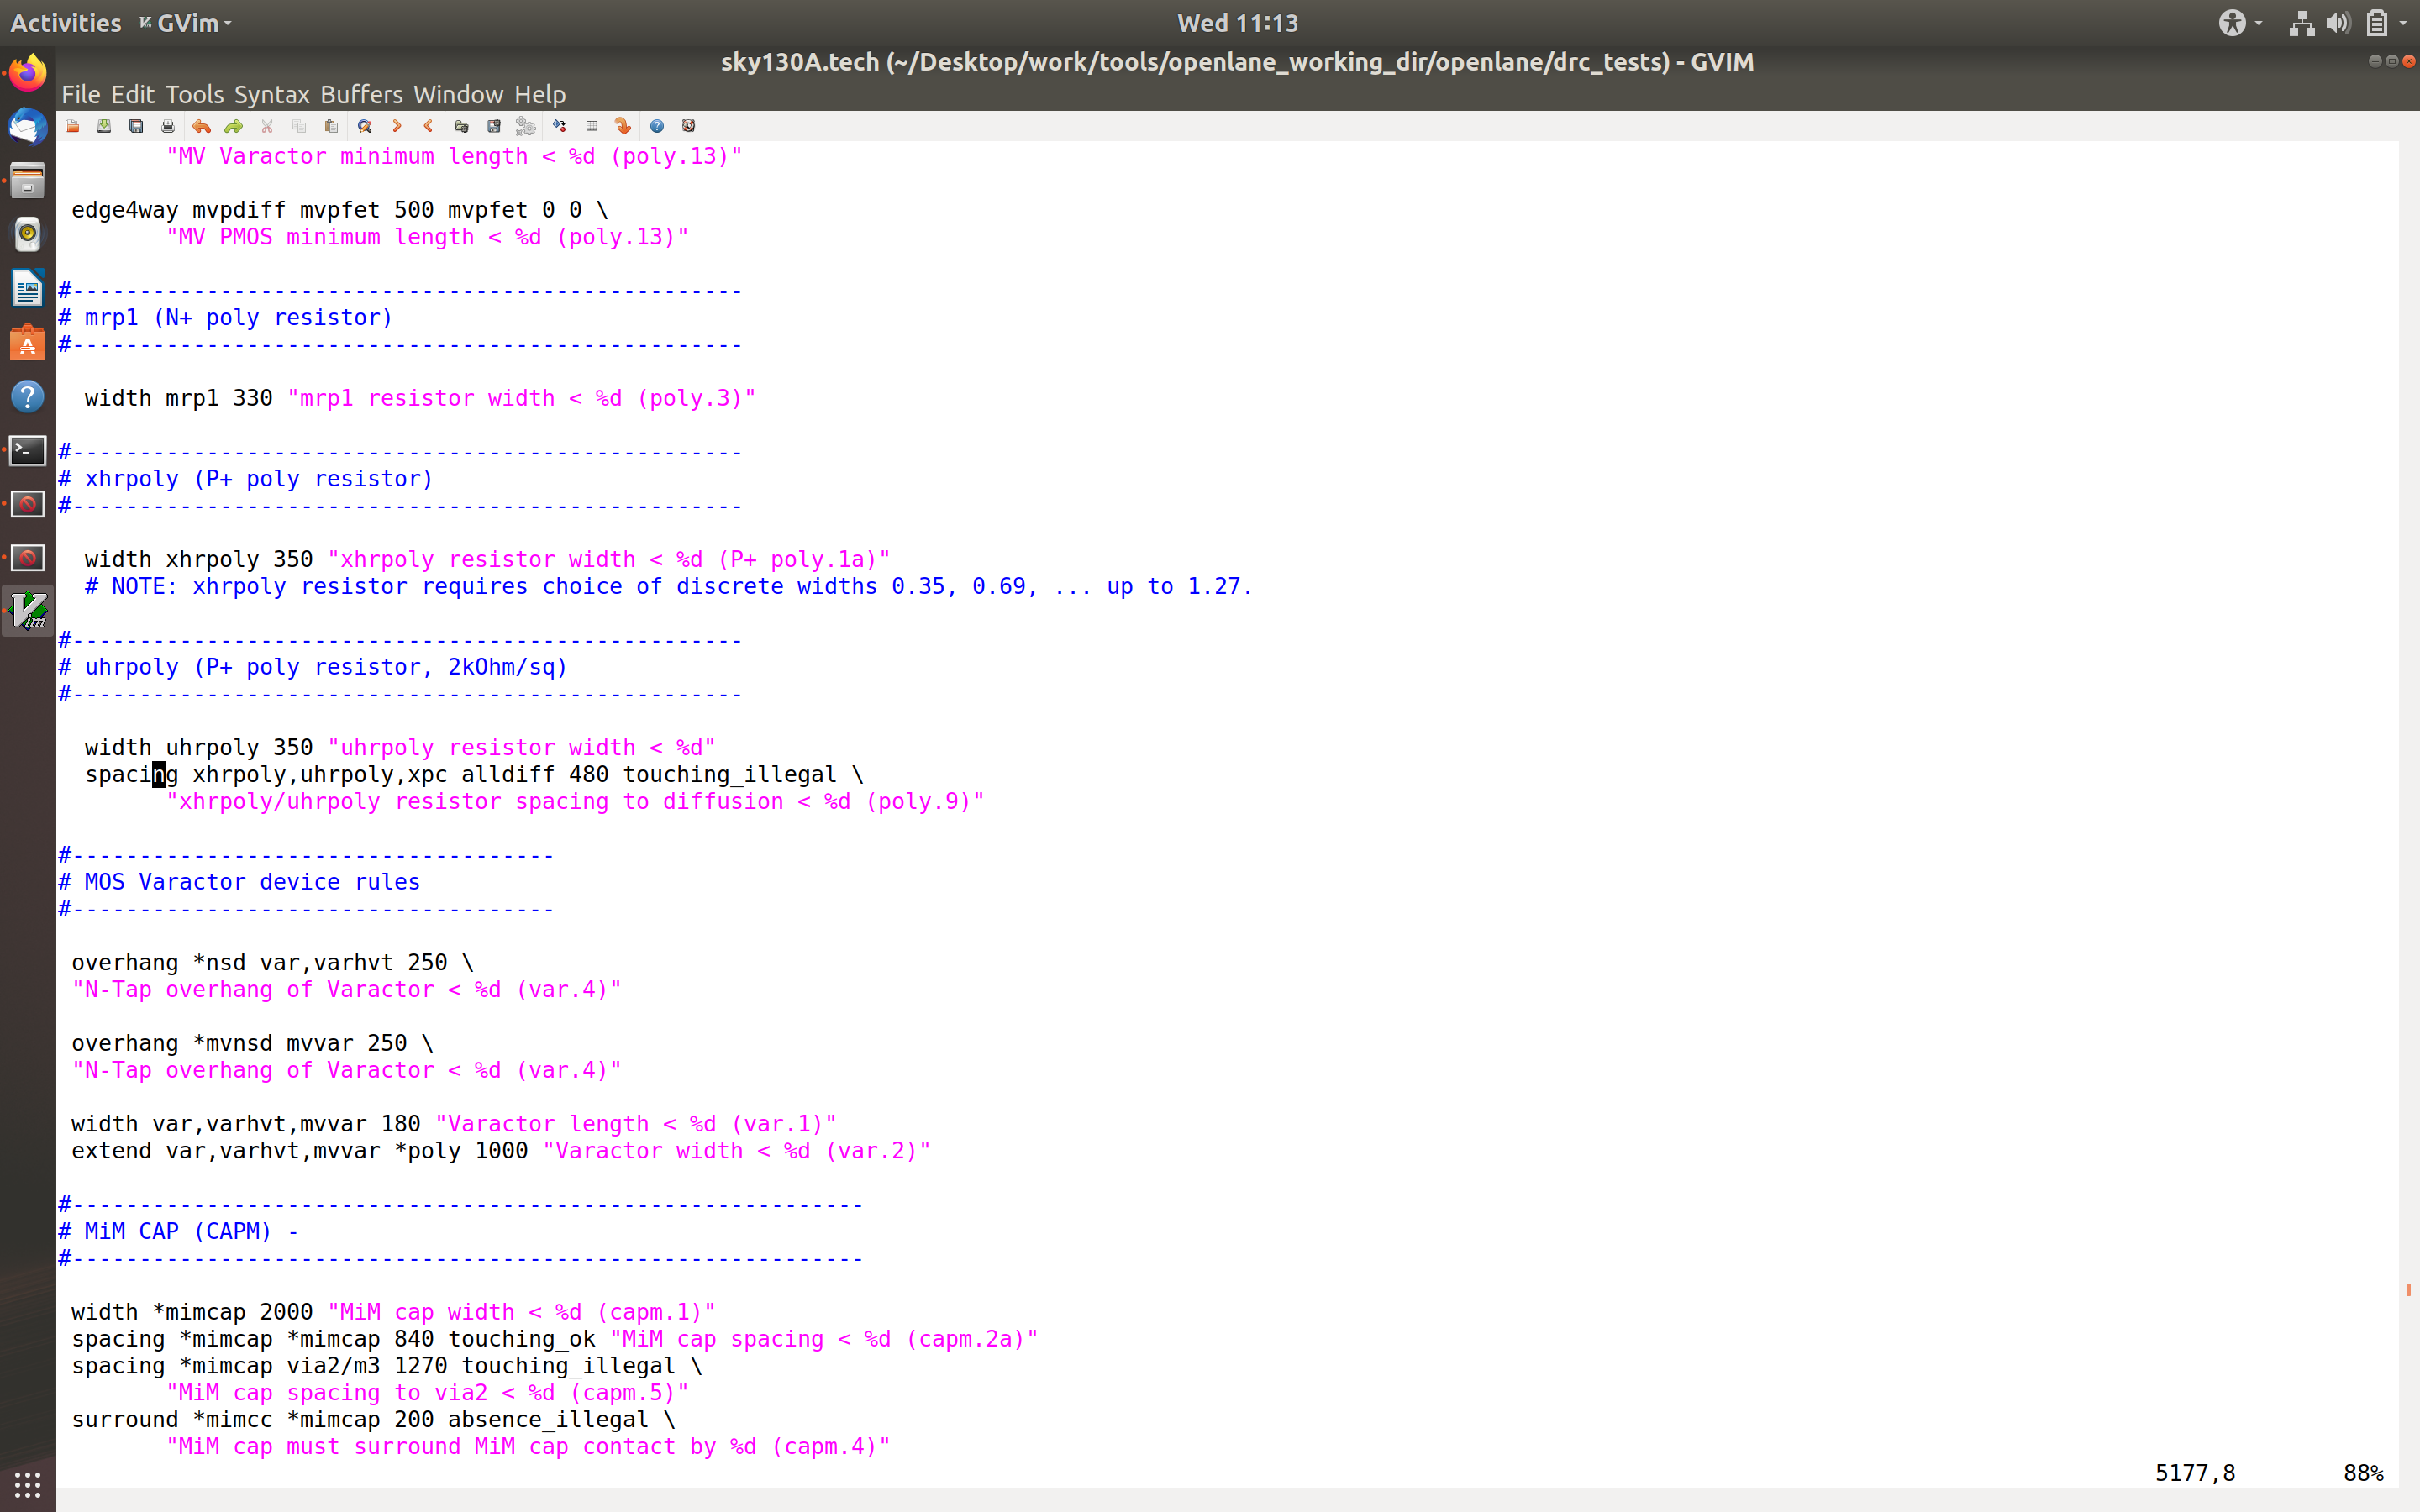 Activities GVim Wed 11:13
sky130A.tech (~/Desktop/work/tools/openlane_working_dir/openlane/drc_tests) - GVIM
File Edit Tools Syntax Buffers Window Help
"MV Varactor minimum length < %d (poly.13)"
edge4way mvpdiff mvpfet 500 mvpfet 0 0 \
"MV PMOS minimum length < %d (poly.13)"
#--------------------------------------------------
# mrp1 (N+ poly resistor)
#--------------------------------------------------
width mrp1 330 "mrp1 resistor width < %d (poly.3)"
#--------------------------------------------------
# xhrpoly (P+ poly resistor)
#--------------------------------------------------
width xhrpoly 350 "xhrpoly resistor width < %d (P+ poly.1a)"
# NOTE: xhrpoly resistor requires choice of discrete widths 0.35, 0.69, ... up to 1.27.
#--------------------------------------------------
# uhrpoly (P+ poly resistor, 2kOhm/sq)
#--------------------------------------------------
width uhrpoly 350 "uhrpoly resistor width < %d"
spacing xhrpoly,uhrpoly,xpc alldiff 480 touching_illegal \
"xhrpoly/uhrpoly resistor spacing to diffusion < %d (poly.9)"
#------------------------------------
# MOS Varactor device rules
#------------------------------------
overhang *nsd var,varhvt 250 \
"N-Tap overhang of Varactor < %d (var.4)"
overhang *mvnsd mvvar 250 \
"N-Tap overhang of Varactor < %d (var.4)"
width var,varhvt,mvvar 180 "Varactor length < %d (var.1)"
extend var,varhvt,mvvar *poly 1000 "Varactor width < %d (var.2)"
#-----------------------------------------------------------
# MiM CAP (CAPM) -
#-----------------------------------------------------------
width *mimcap 2000 "MiM cap width < %d (capm.1)"
spacing *mimcap *mimcap 840 touching_ok "MiM cap spacing < %d (capm.2a)"
spacing *mimcap via2/m3 1270 touching_illegal \
"MiM cap spacing to via2 < %d (capm.5)"
surround *mimcc *mimcap 200 absence_illegal \
"MiM cap must surround MiM cap contact by %d (capm.4)"
5177,8 88%